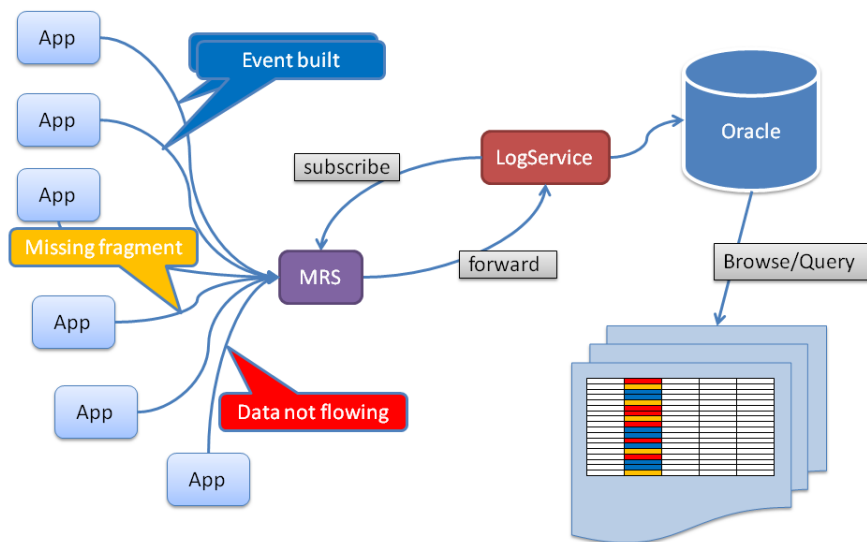 App
Event built
App
Oracle
LogService
subscribe
App
Missing fragment
MRS
forward
Browse/Query
App
App
Data not flowing
App